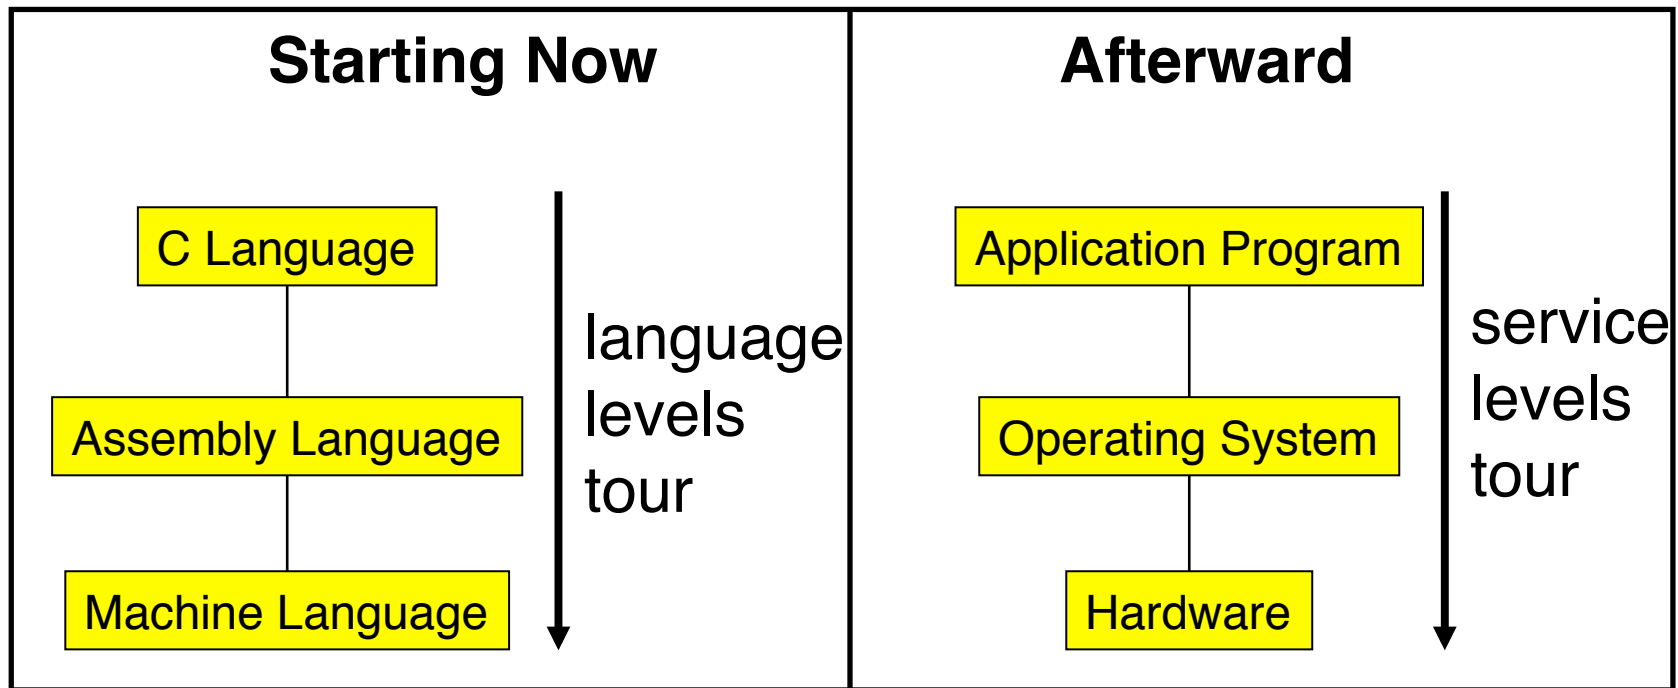 Starting Now
C Language
Assembly Language
Machine Language
language
levels
tour
Afterward
Application Program
Operating System
Hardware
service
levels
tour